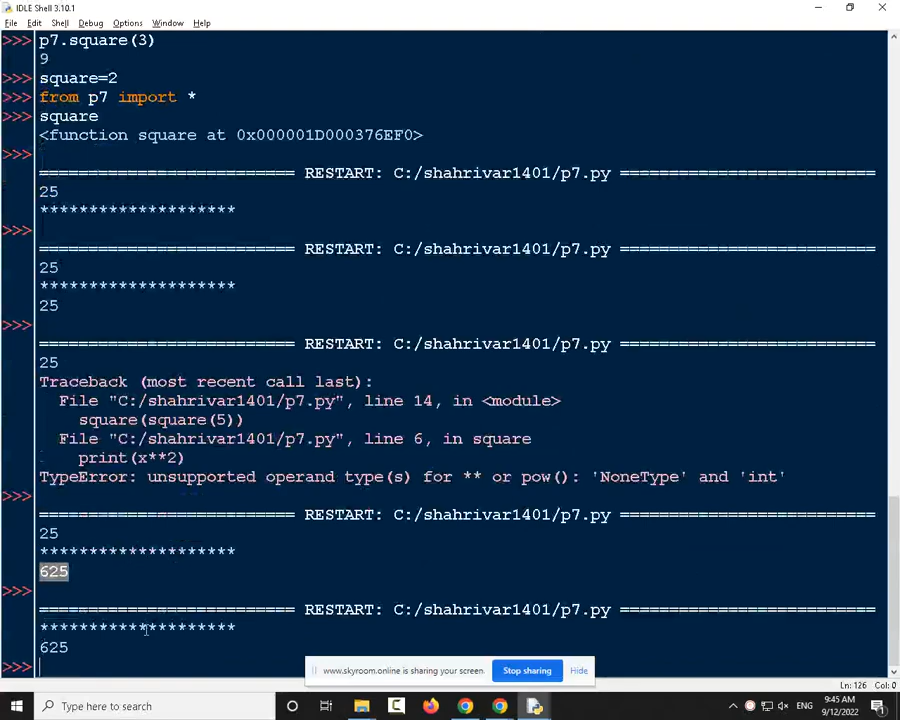 IDLE Shell 3.10.1
File Edit Shell Debug Options Window Help
>>> p7.square(3)
9
>>> square=2
>>> from p7 import *
>>> square
<function square at 0x000001D000376EF0>
>>>
========================== RESTART: C:/shahrivar1401/p7.py ==========================
25
********************
>>>
========================== RESTART: C:/shahrivar1401/p7.py ==========================
25
********************
25
>>>
========================== RESTART: C:/shahrivar1401/p7.py ==========================
25
Traceback (most recent call last):
File "C:/shahrivar1401/p7.py", line 14, in <module>
square(square(5))
File "C:/shahrivar1401/p7.py", line 6, in square
print(x**2)
TypeError: unsupported operand type(s) for ** or pow(): 'NoneType' and 'int'
>>>
========================== RESTART: C:/shahrivar1401/p7.py ==========================
25
********************
625
>>>
========================== RESTART: C:/shahrivar1401/p7.py ==========================
********************
625
>>>
www.skyroom.online is sharing your screen. Stop sharing Hide
Ln: 126 Col: 0
Type here to search
ENG
9:45 AM
9/12/2022
1